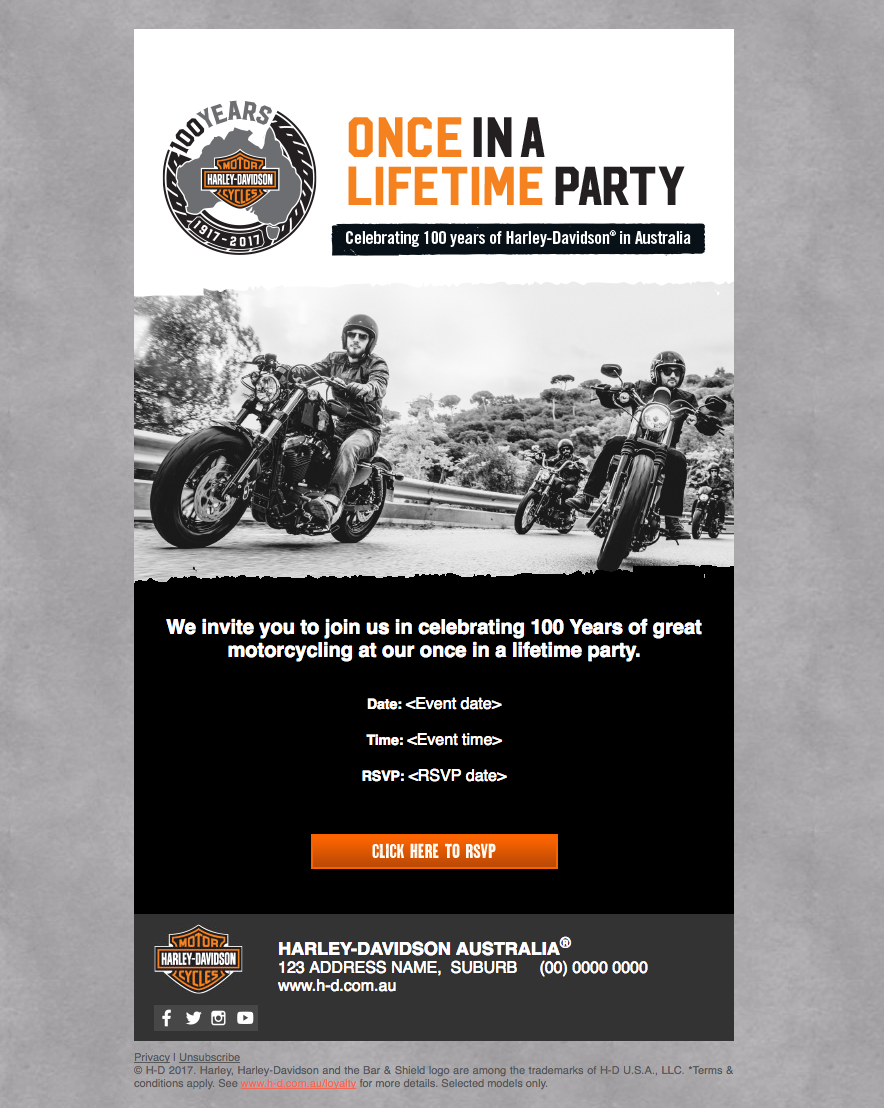 100 YEARS
MOTOR
HARLEY-DAVIDSON
CYCLES
1917-2017
ONCE IN A
LIFETIME PARTY
Celebrating 100 years of Harley-Davidson® in Australia
We invite you to join us in celebrating 100 Years of great
motorcycling at our once in a lifetime party.
Date: <Event date>
Time: <Event time>
RSVP: <RSVP date>
CLICK HERE TO RSVP
MOTOR
HARLEY-DAVIDSON
CYCLES
HARLEY-DAVIDSON AUSTRALIA®
123 ADDRESS NAME, SUBURB (00) 0000 0000
www.h-d.com.au
Privacy I Unsubscribe
© H-D 2017. Harley, Harley-Davidson and the Bar & Shield logo are among the trademarks of H-D U.S.A., LLC. *Terms &
conditions apply. See www.h-d.com.au/loyalty for more details. Selected models only.